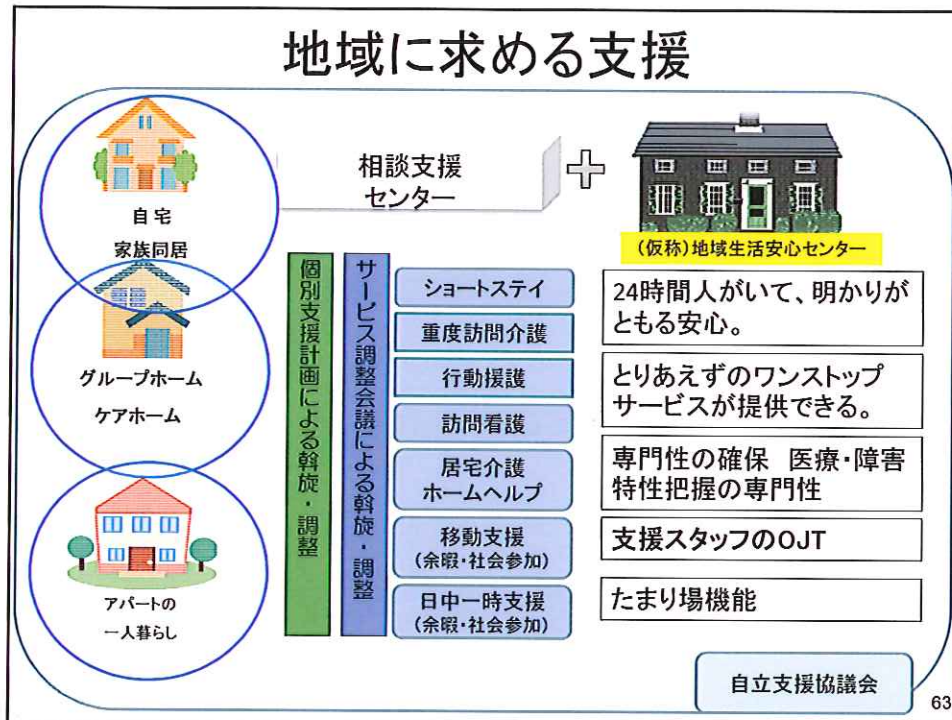 地域に求める支援
自宅
家族同居
グループホーム
ケアホーム
アパートの
一人暮らし
相談支援
センター
(仮称)地域生活安心センター
個別支援計画による斡旋・調整
サービス調整会議による斡旋・調整
ショートステイ
重度訪問介護
行動援護
訪問看護
居宅介護
ホームヘルプ
移動支援
(余暇・社会参加)
日中一時支援
(余暇・社会参加)
24時間人がいて、明かりが
ともる安心。
とりあえずのワンストップ
サービスが提供できる。
専門性の確保 医療・障害
特性把握の専門性
支援スタッフのOJT
たまり場機能
自立支援協議会
63